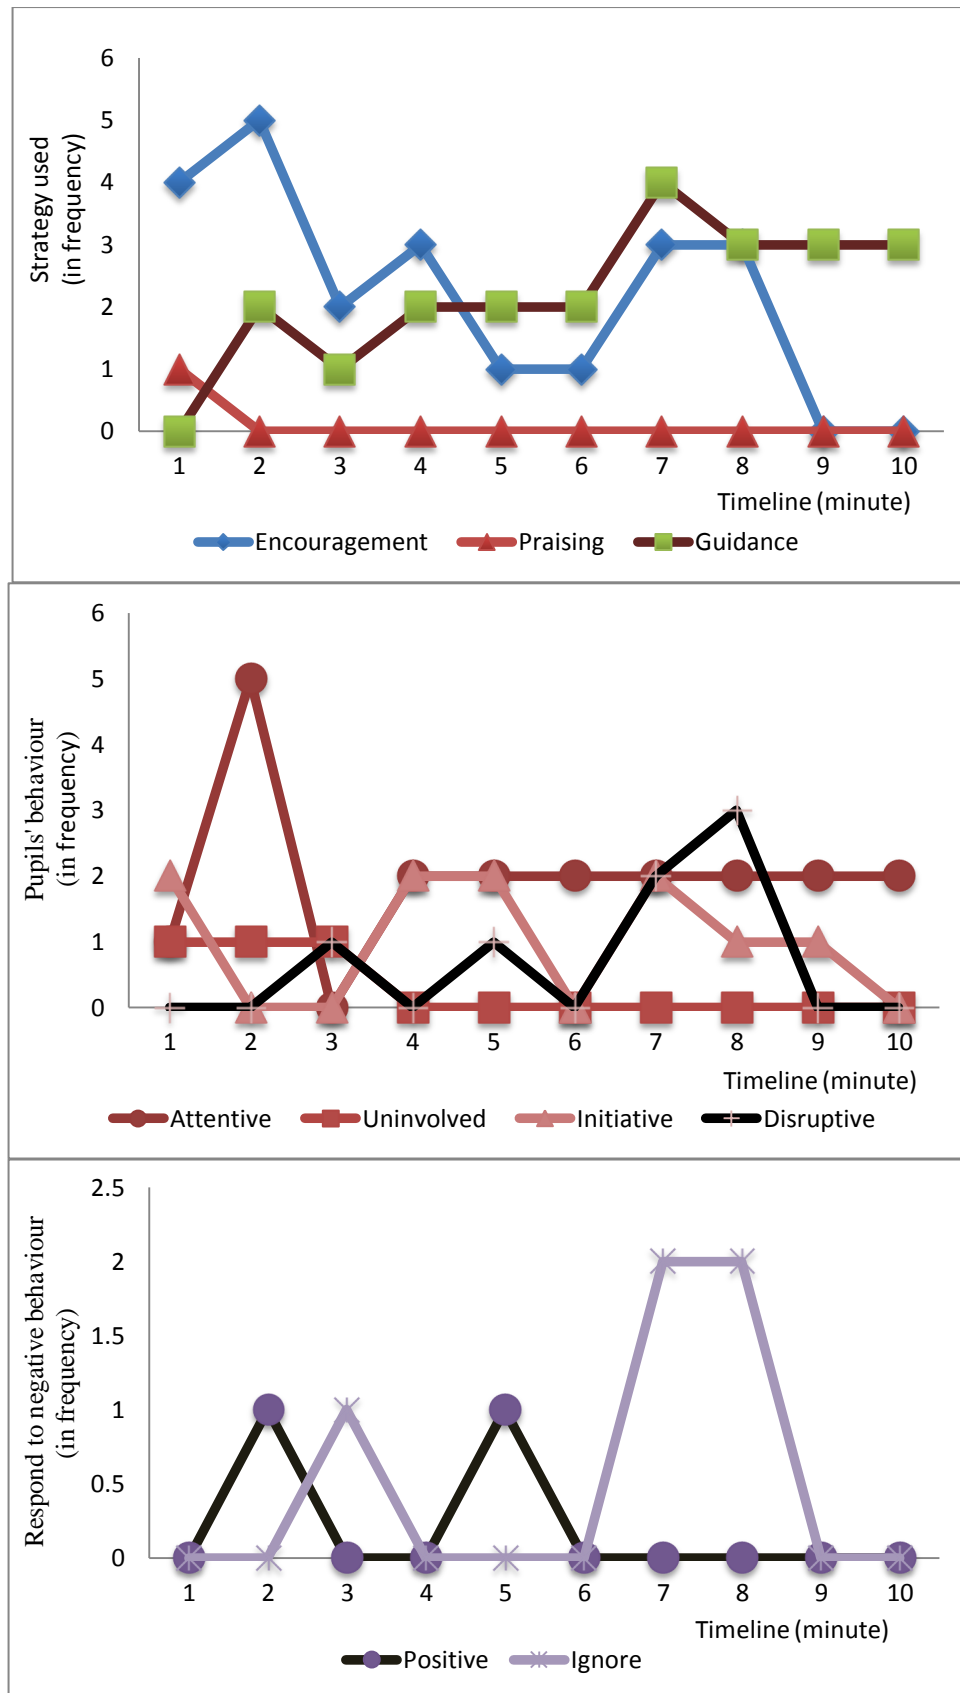 6
5
4
3
2
1
0
Strategy used
(in frequency)
1 2 3 4 5 6 7 8 9 10
Timeline (minute)
Encouragement Praising Guidance
6
5
4
3
2
1
0
Pupils' behaviour
(in frequency)
1 2 3 4 5 6 7 8 9 10
Timeline (minute)
Attentive Uninvolved Initiative Disruptive
2.5
2
1.5
1
0.5
0
Respond to negative behaviour
(in frequency)
1 2 3 4 5 6 7 8 9 10
Timeline (minute)
Positive Ignore